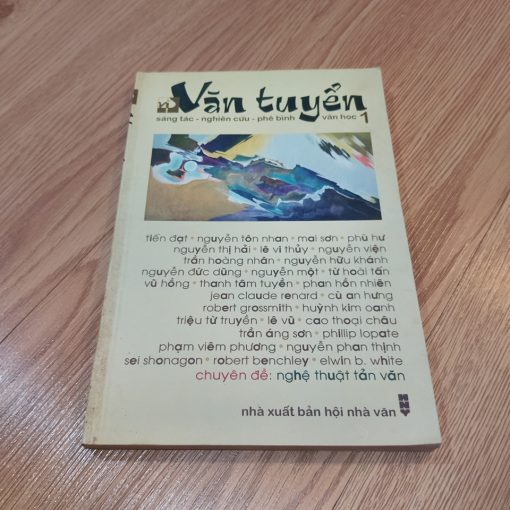 Văn tuyển
sáng tác - nghiên cứu - phê bình văn học 1
tiến đạt * nguyễn tôn nhan * mai sơn * phù hư
nguyễn thị hải * lê vi thủy * nguyễn viện
trần hoàng nhân * nguyễn hữu khánh
nguyễn đức dũng * nguyễn một * từ hoài tấn
vũ hồng * thanh tâm tuyền * phan hồn nhiên
jean claude renard * cù an hưng
robert grossmith * huỳnh kim oanh
triệu từ truyền * lê vũ * cao thoại châu
trần áng sơn * phillip lopate
phạm viêm phương * nguyễn phan thịnh
sei shonagon * robert benchley * elwin b. white
chuyên đề: nghệ thuật tản văn
nhà xuất bản hội nhà văn
HNV